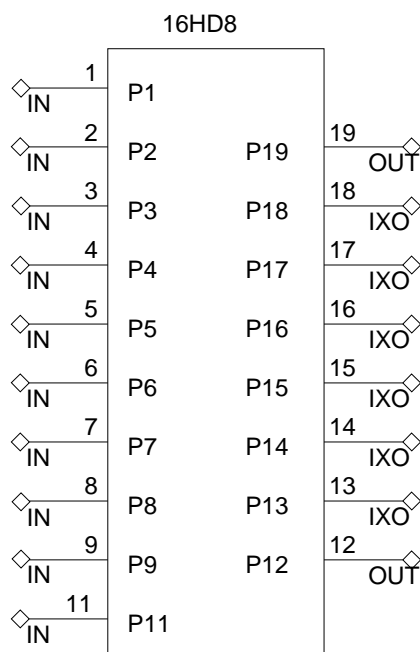 16HD8
1
P1
IN
2
P2
P19
19
IN
OUT
3
P3
P18
18
IN
IXO
4
P4
P17
17
IN
IXO
5
P5
P16
16
IN
IXO
6
P6
P15
15
IN
IXO
7
P7
P14
14
IN
IXO
8
P8
P13
13
IN
IXO
9
P9
P12
12
IN
OUT
11
P11
IN